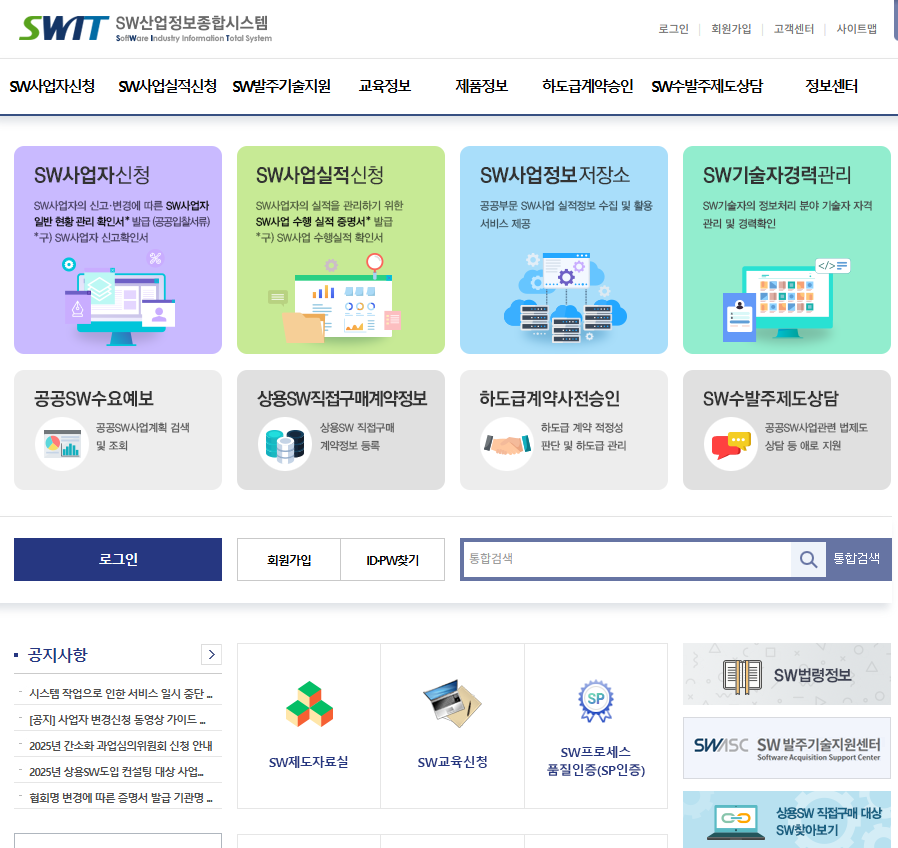 SWIT SW산업정보종합시스템
SoftWare Industry Information Total System
로그인 | 회원가입 | 고객센터 | 사이트맵
SW사업자신청 SW사업실적신청 SW발주기술지원 교육정보 제품정보 하도급계약승인 SW수발주제도상담 정보센터
SW사업자신청
SW사업자의 신고·변경에 따른 SW사업자
일반 현황 관리 확인서* 발급 (공공입찰서류)
*구) SW사업자 신고확인서
SW사업실적신청
SW사업자의 실적을 관리하기 위한
SW사업 수행 실적 증명서* 발급
*구) SW사업 수행실적 확인서
SW사업정보 저장소
공공부문 SW사업 실적정보 수집 및 활용
서비스 제공
SW기술자경력관리
SW기술자의 정보처리 분야 기술자 자격
관리 및 경력확인
</>
공공SW수요예보
공공SW사업계획 검색
및 조회
상용SW직접구매계약정보
상용SW 직접구매
계약정보 등록
하도급계약사전승인
하도급 계약 적정성
판단 및 하도급 관리
SW수발주제도상담
공공SW사업관련 법제도
상담 등 애로 지원
로그인
회원가입
ID·PW찾기
통합검색
통합검색
공지사항
시스템 작업으로 인한 서비스 일시 중단 ...
[공지] 사업자 변경신청 동영상 가이드 ...
2025년 간소화 과업심의위원회 신청 안내
2025년 상용SW도입 컨설팅 대상 사업...
협회명 변경에 따른 증명서 발급 기관명 ...
SW제도자료실
SW교육신청
SP
SW프로세스
품질인증(SP인증)
SW법령정보
SWASC SW 발주기술지원센터
Software Acquisition Support Center
상용SW 직접구매 대상
SW찾아보기